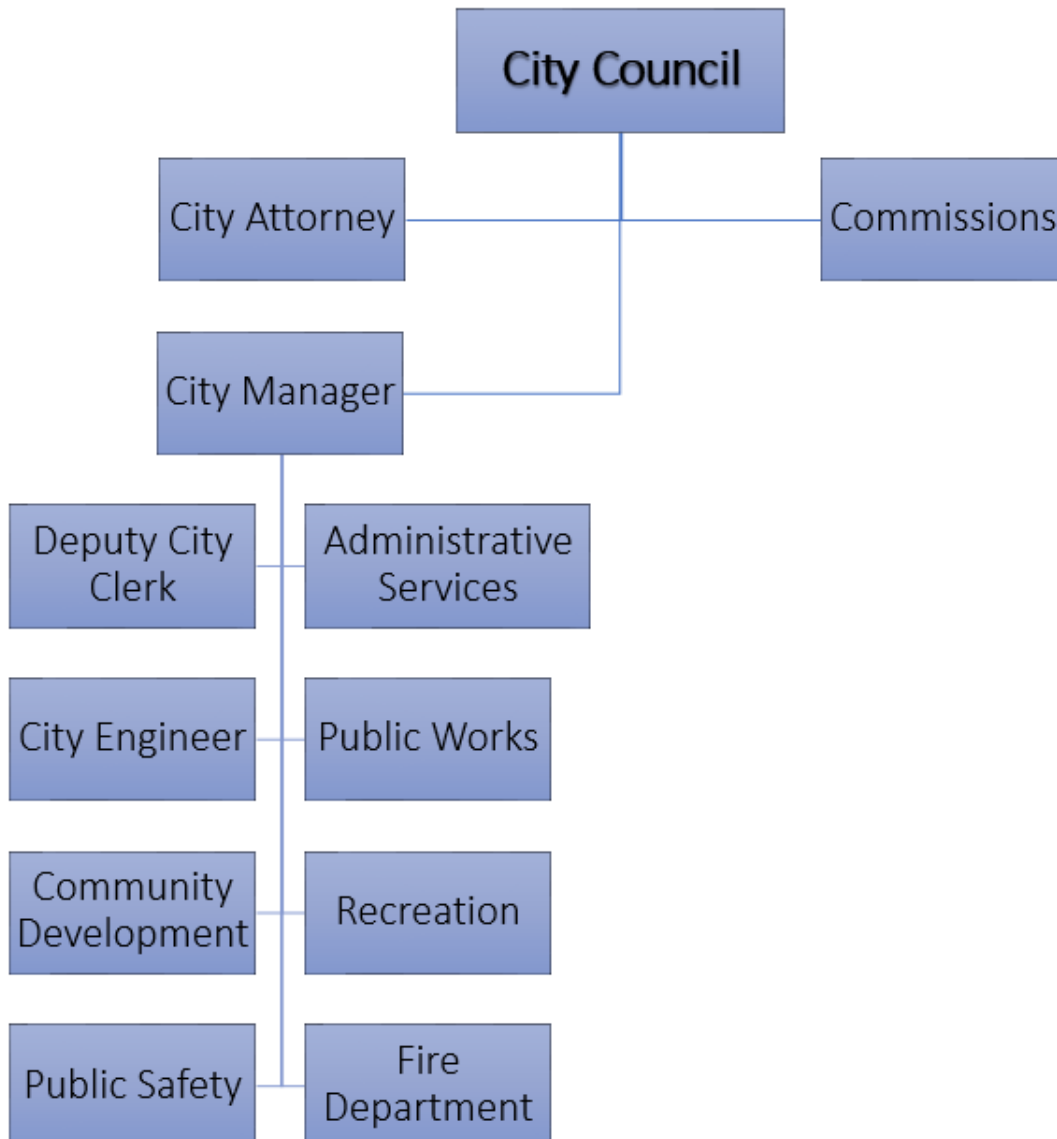 City Council
City Attorney
Commissions
City Manager
Deputy City
Clerk
Administrative
Services
City Engineer
Public Works
Community
Development
Recreation
Public Safety
Fire
Department